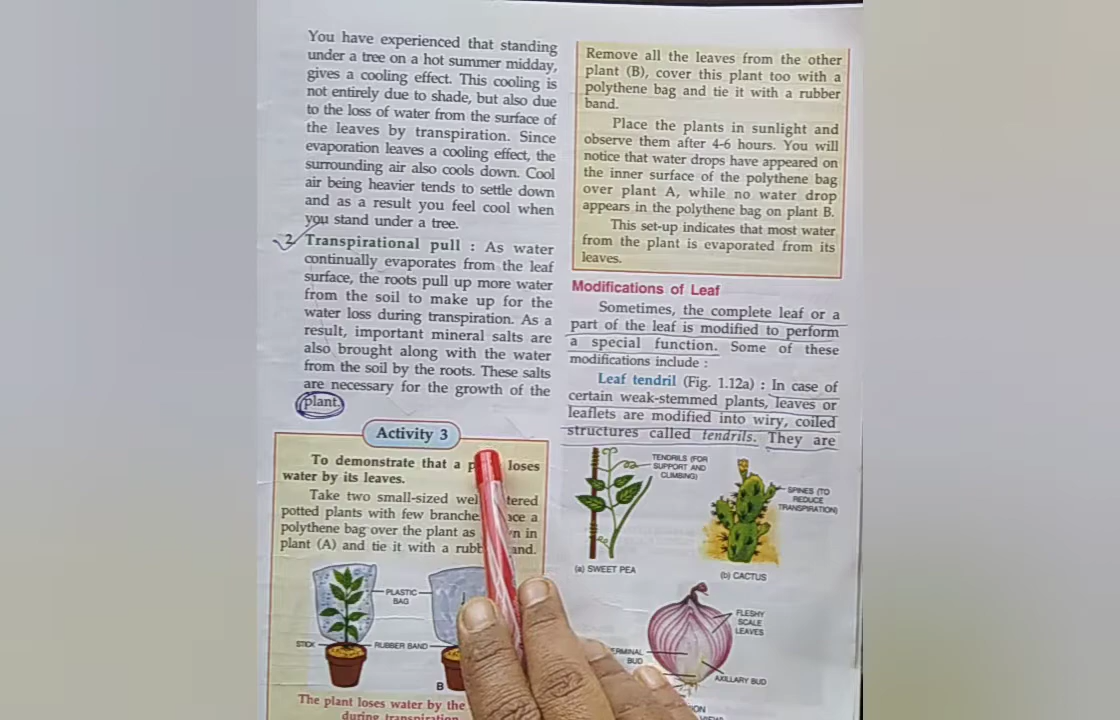 You have experienced that standing
under a tree on a hot summer midday,
gives a cooling effect. This cooling is
not entirely due to shade, but also due
to the loss of water from the surface of
the leaves by transpiration. Since
evaporation leaves a cooling effect, the
surrounding air also cools down. Cool
air being heavier tends to settle down
and as a result you feel cool when
you stand under a tree.
2. Transpirational pull : As water
continually evaporates from the leaf
surface, the roots pull up more water
from the soil to make up for the
water loss during transpiration. As a
result, important mineral salts are
also brought along with the water
from the soil by the roots. These salts
are necessary for the growth of the
plant.
Activity 3
To demonstrate that a p loses
water by its leaves.
Take two small-sized wel tered
potted plants with few branche ace a
polythene bag over the plant as n in
plant (A) and tie it with a rubb and.
PLASTIC
BAG
STICK
RUBBER BAND
B
The plant loses water by the
during transpiration
Remove all the leaves from the other
plant (B), cover this plant too with a
polythene bag and tie it with a rubber
band.
Place the plants in sunlight and
observe them after 4-6 hours. You will
notice that water drops have appeared on
the inner surface of the polythene bag
over plant A, while no water drop
appears in the polythene bag on plant B.
This set-up indicates that most water
from the plant is evaporated from its
leaves.
Modifications of Leaf
Sometimes, the complete leaf or a
part of the leaf is modified to perform
a special function. Some of these
modifications include :
Leaf tendril (Fig. 1.12a) : In case of
certain weak-stemmed plants, leaves or
leaflets are modified into wiry, coiled
structures called tendrils. They are
TENDRILS (FOR
SUPPORT AND
CLIMBING)
SPINES (TO
REDUCE
TRANSPIRATION)
(a) SWEET PEA
(b) CACTUS
FLESHY
SCALE
LEAVES
ERMINAL
BUD
AXILLARY BUD
ION